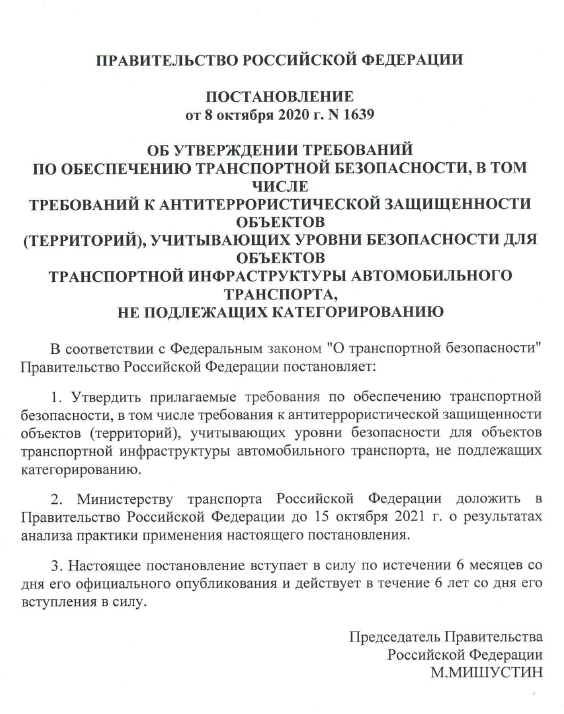 ПРАВИТЕЛЬСТВО РОССИЙСКОЙ ФЕДЕРАЦИИ
ПОСТАНОВЛЕНИЕ
от 8 октября 2020 г. N 1639
ОБ УТВЕРЖДЕНИИ ТРЕБОВАНИЙ
ПО ОБЕСПЕЧЕНИЮ ТРАНСПОРТНОЙ БЕЗОПАСНОСТИ, В ТОМ
ЧИСЛЕ
ТРЕБОВАНИЙ К АНТИТЕРРОРИСТИЧЕСКОЙ ЗАЩИЩЕННОСТИ
ОБЪЕКТОВ
(ТЕРРИТОРИЙ), УЧИТЫВАЮЩИХ УРОВНИ БЕЗОПАСНОСТИ ДЛЯ
ОБЪЕКТОВ
ТРАНСПОРТНОЙ ИНФРАСТРУКТУРЫ АВТОМОБИЛЬНОГО
ТРАНСПОРТА,
НЕ ПОДЛЕЖАЩИХ КАТЕГОРИРОВАНИЮ
В соответствии с Федеральным законом "О транспортной безопасности"
Правительство Российской Федерации постановляет:
1. Утвердить прилагаемые требования по обеспечению транспортной
безопасности, в том числе требования к антитеррористической защищенности
объектов (территорий), учитывающих уровни безопасности для объектов
транспортной инфраструктуры автомобильного транспорта, не подлежащих
категорированию.
2. Министерству транспорта Российской Федерации доложить в
Правительство Российской Федерации до 15 октября 2021 г. о результатах
анализа практики применения настоящего постановления.
3. Настоящее постановление вступает в силу по истечении 6 месяцев со
дня его официального опубликования и действует в течение 6 лет со дня его
вступления в силу.
Председатель Правительства
Российской Федерации
М.МИШУСТИН